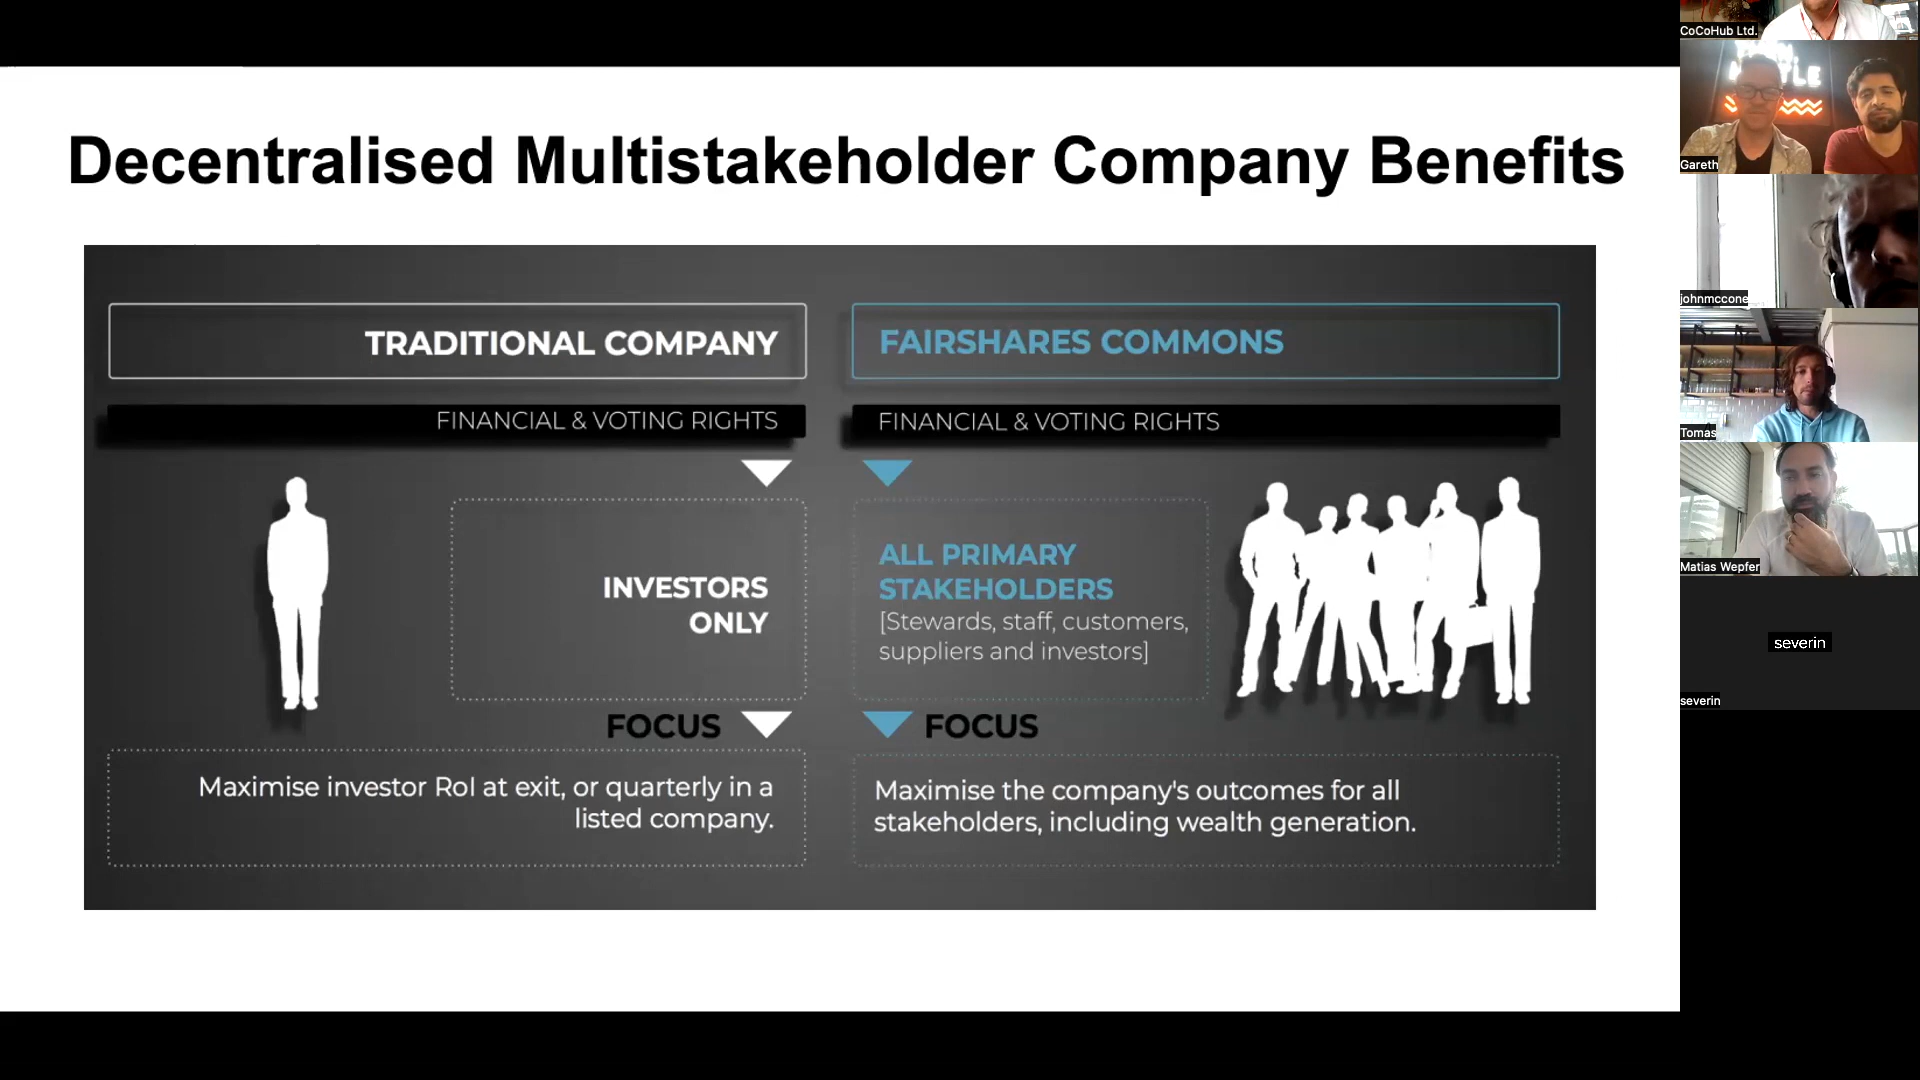 Decentralised Multistakeholder Company Benefits
TRADITIONAL COMPANY
FINANCIAL & VOTING RIGHTS
INVESTORS
ONLY
FOCUS
Maximise investor RoI at exit, or quarterly in a
listed company.
FAIRSHARES COMMONS
FINANCIAL & VOTING RIGHTS
ALL PRIMARY
STAKEHOLDERS
[Stewards, staff, customers,
suppliers and investors]
FOCUS
Maximise the company's outcomes for all
stakeholders, including wealth generation.
CoCoHub Ltd.
Gareth
johnmccone
Tomas
Matias Wepfer
severin
severin